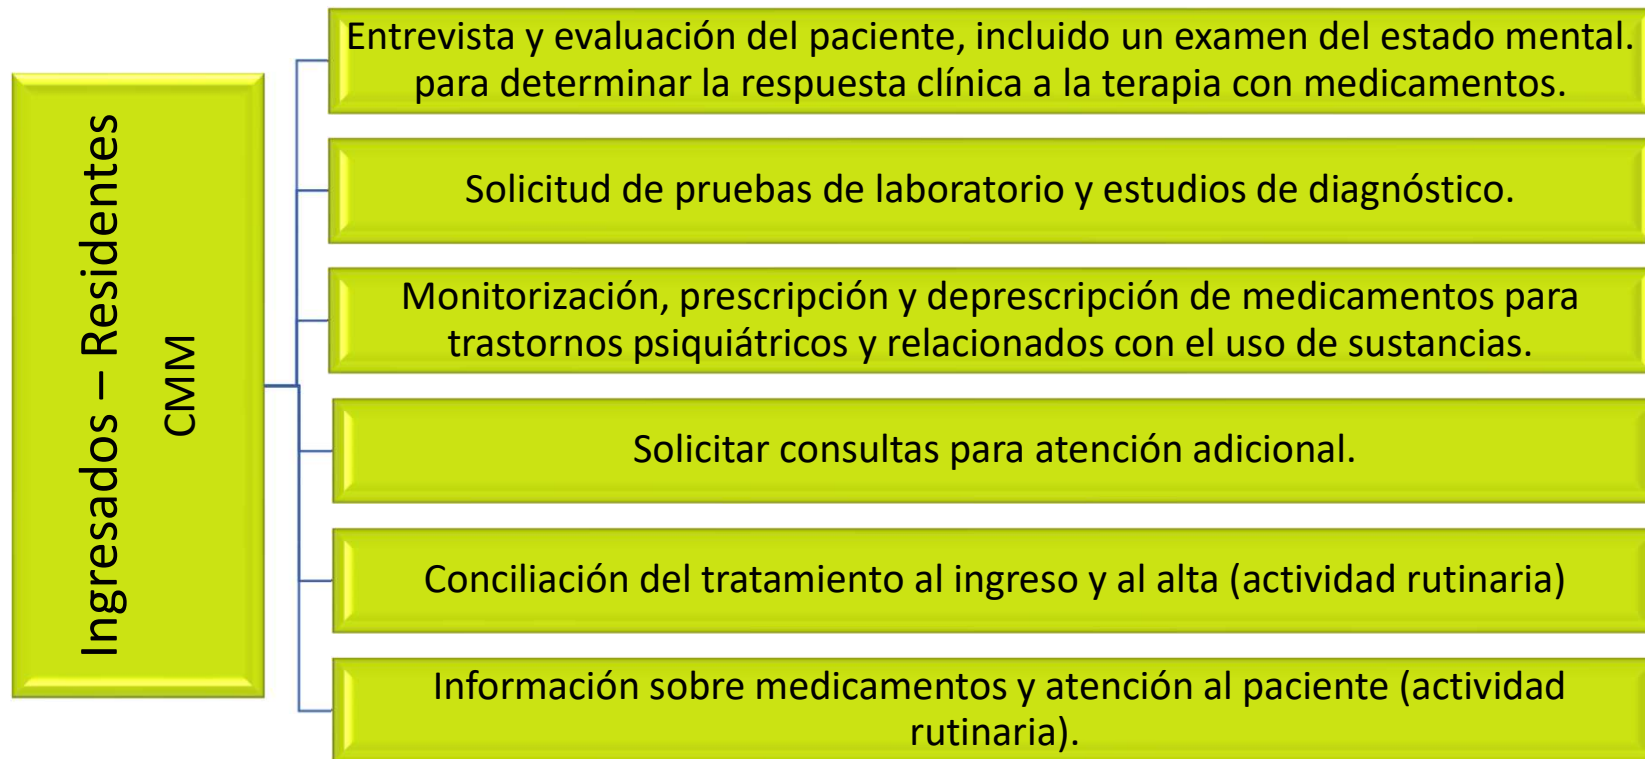 Ingresados – Residentes
CMM
Entrevista y evaluación del paciente, incluido un examen del estado mental.
para determinar la respuesta clínica a la terapia con medicamentos.
Solicitud de pruebas de laboratorio y estudios de diagnóstico.
Monitorización, prescripción y deprescripción de medicamentos para
trastornos psiquiátricos y relacionados con el uso de sustancias.
Solicitar consultas para atención adicional.
Conciliación del tratamiento al ingreso y al alta (actividad rutinaria)
Información sobre medicamentos y atención al paciente (actividad
rutinaria).